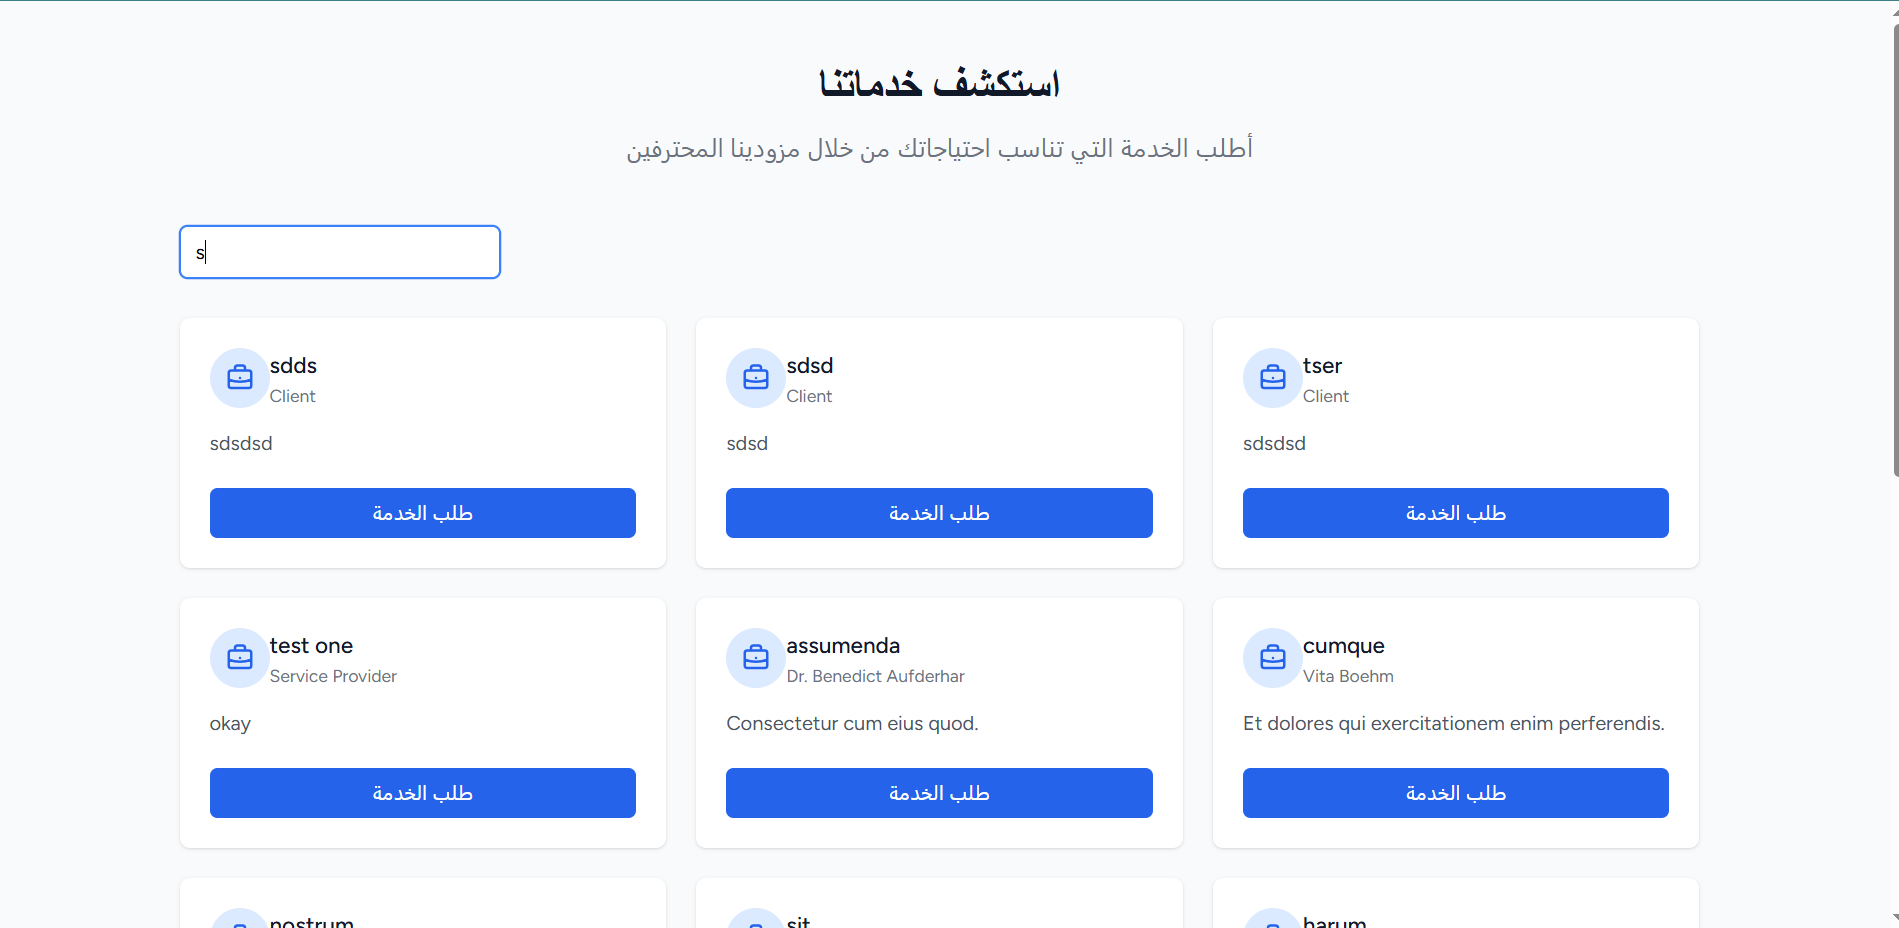 استكشف خدماتنا
أطلب الخدمة التي تناسب احتياجاتك من خلال مزودينا المحترفين
s
sdds
Client
sdsdsd
طلب الخدمة
sdsd
Client
sdsd
طلب الخدمة
tser
Client
sdsdsd
طلب الخدمة
test one
Service Provider
okay
طلب الخدمة
assumenda
Dr. Benedict Aufderhar
Consectetur cum eius quod.
طلب الخدمة
cumque
Vita Boehm
Et dolores qui exercitationem enim perferendis.
طلب الخدمة
nostrum
sit
harum